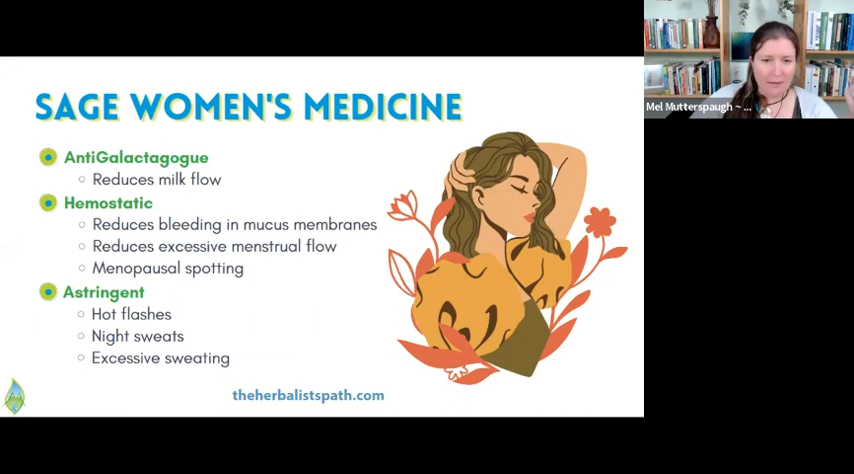 SAGE WOMEN'S MEDICINE
AntiGalactagogue
Reduces milk flow
Hemostatic
Reduces bleeding in mucus membranes
Reduces excessive menstrual flow
Menopausal spotting
Astringent
Hot flashes
Night sweats
Excessive sweating
theherbalistspath.com
Mel Mutterspaugh ~ ...